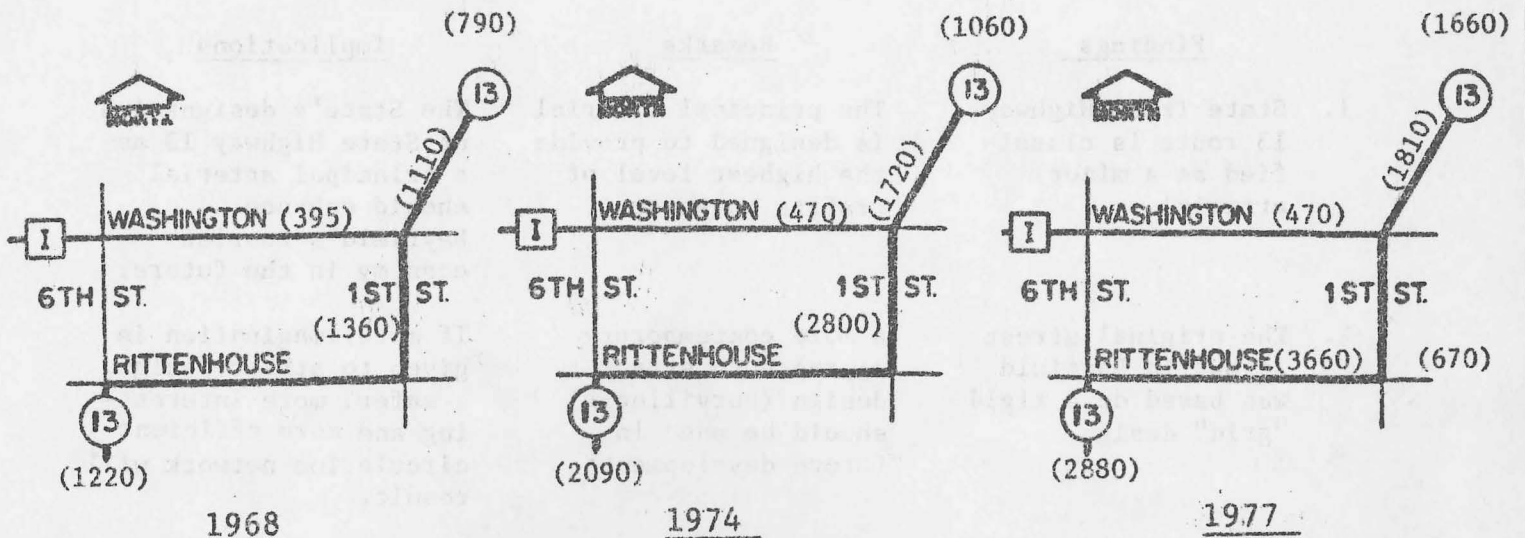 (790)
NORTH
13
(1110)
WASHINGTON (395)
I
6TH ST.
1ST ST.
(1360)
RITTENHOUSE
13
(1220)
1968
(1060)
NORTH
13
(1720)
WASHINGTON (470)
I
6TH ST.
1ST ST.
(2800)
RITTENHOUSE
13
(2090)
1974
(1660)
NORTH
13
(1810)
WASHINGTON (470)
I
6TH ST.
1ST ST.
RITTENHOUSE (3660)
(670)
13
(2880)
1977